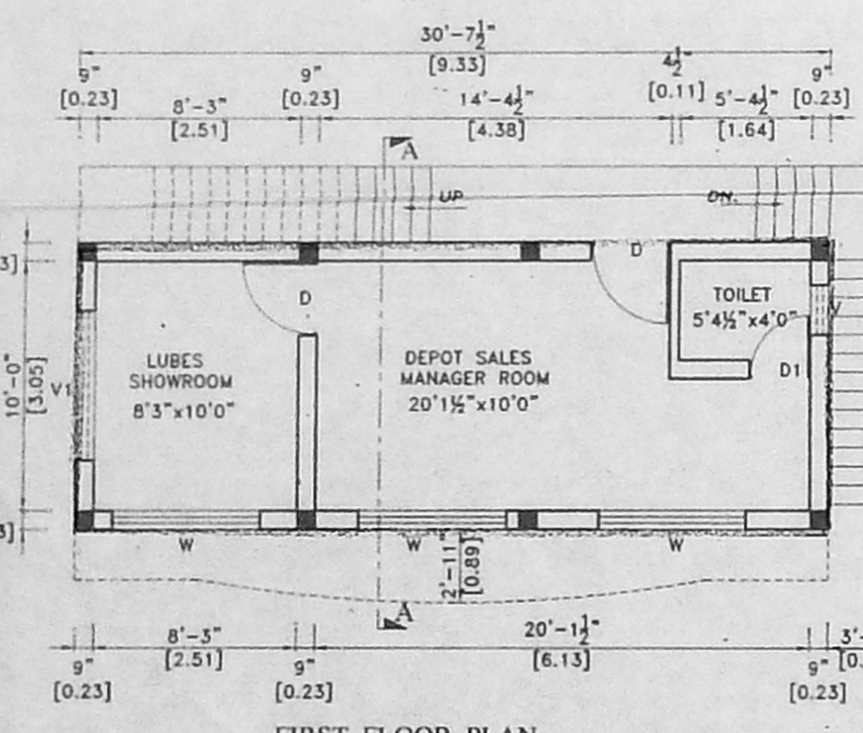 30'-7½"
[9.33]
9"
[0.23]
8'-3"
[2.51]
9"
[0.23]
14'-4½"
[4.38]
4½"
[0.11]
5'-4½"
[1.64]
9"
[0.23]
A
UP
DN.
3]
D
D
TOILET
5'4½"x4'0"
V
D1
LUBES
SHOWROOM
8'3"x10'0"
DEPOT SALES
MANAGER ROOM
20'1½"x10'0"
10'-0"
[3.05]
V1
3]
W
W
W
2'-11"
[0.89]
A
8'-3"
[2.51]
20'-1½"
[6.13]
3'-
[0.
9"
[0.23]
9"
[0.23]
9"
[0.23]
FIRST FLOOR PLAN